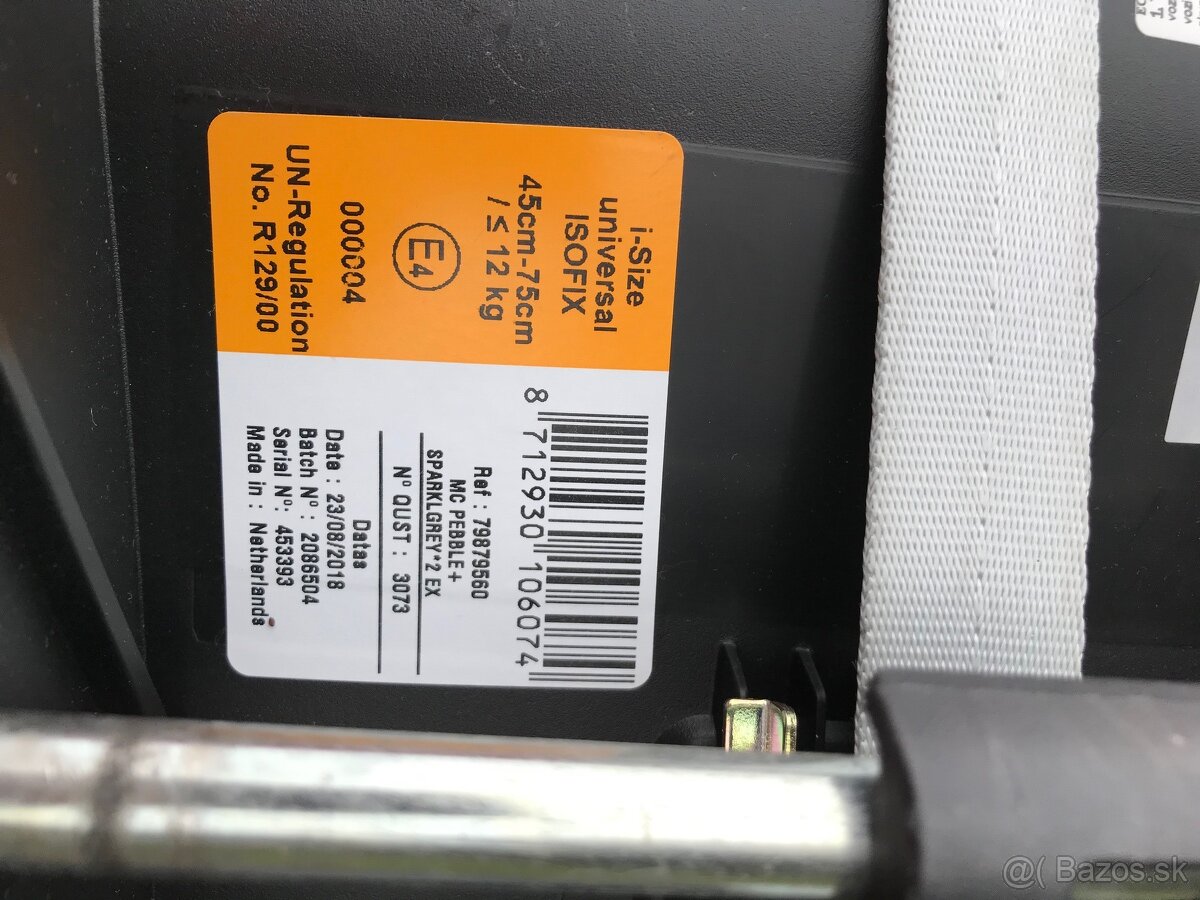 i-Size
universal
ISOFIX
45cm-75cm
/ ≤ 12 kg
E4
000004
UN-Regulation
No. R129/00
8 712930 106074
Ref : 79879560
MC PEBBLE+
SPARKLGREY*2 EX
N° QUST : 3073
Datas
Date : 23/08/2018
Batch N° : 2086504
Serial N° : 453393
Made in : Netherlands
@( Bazos.sk